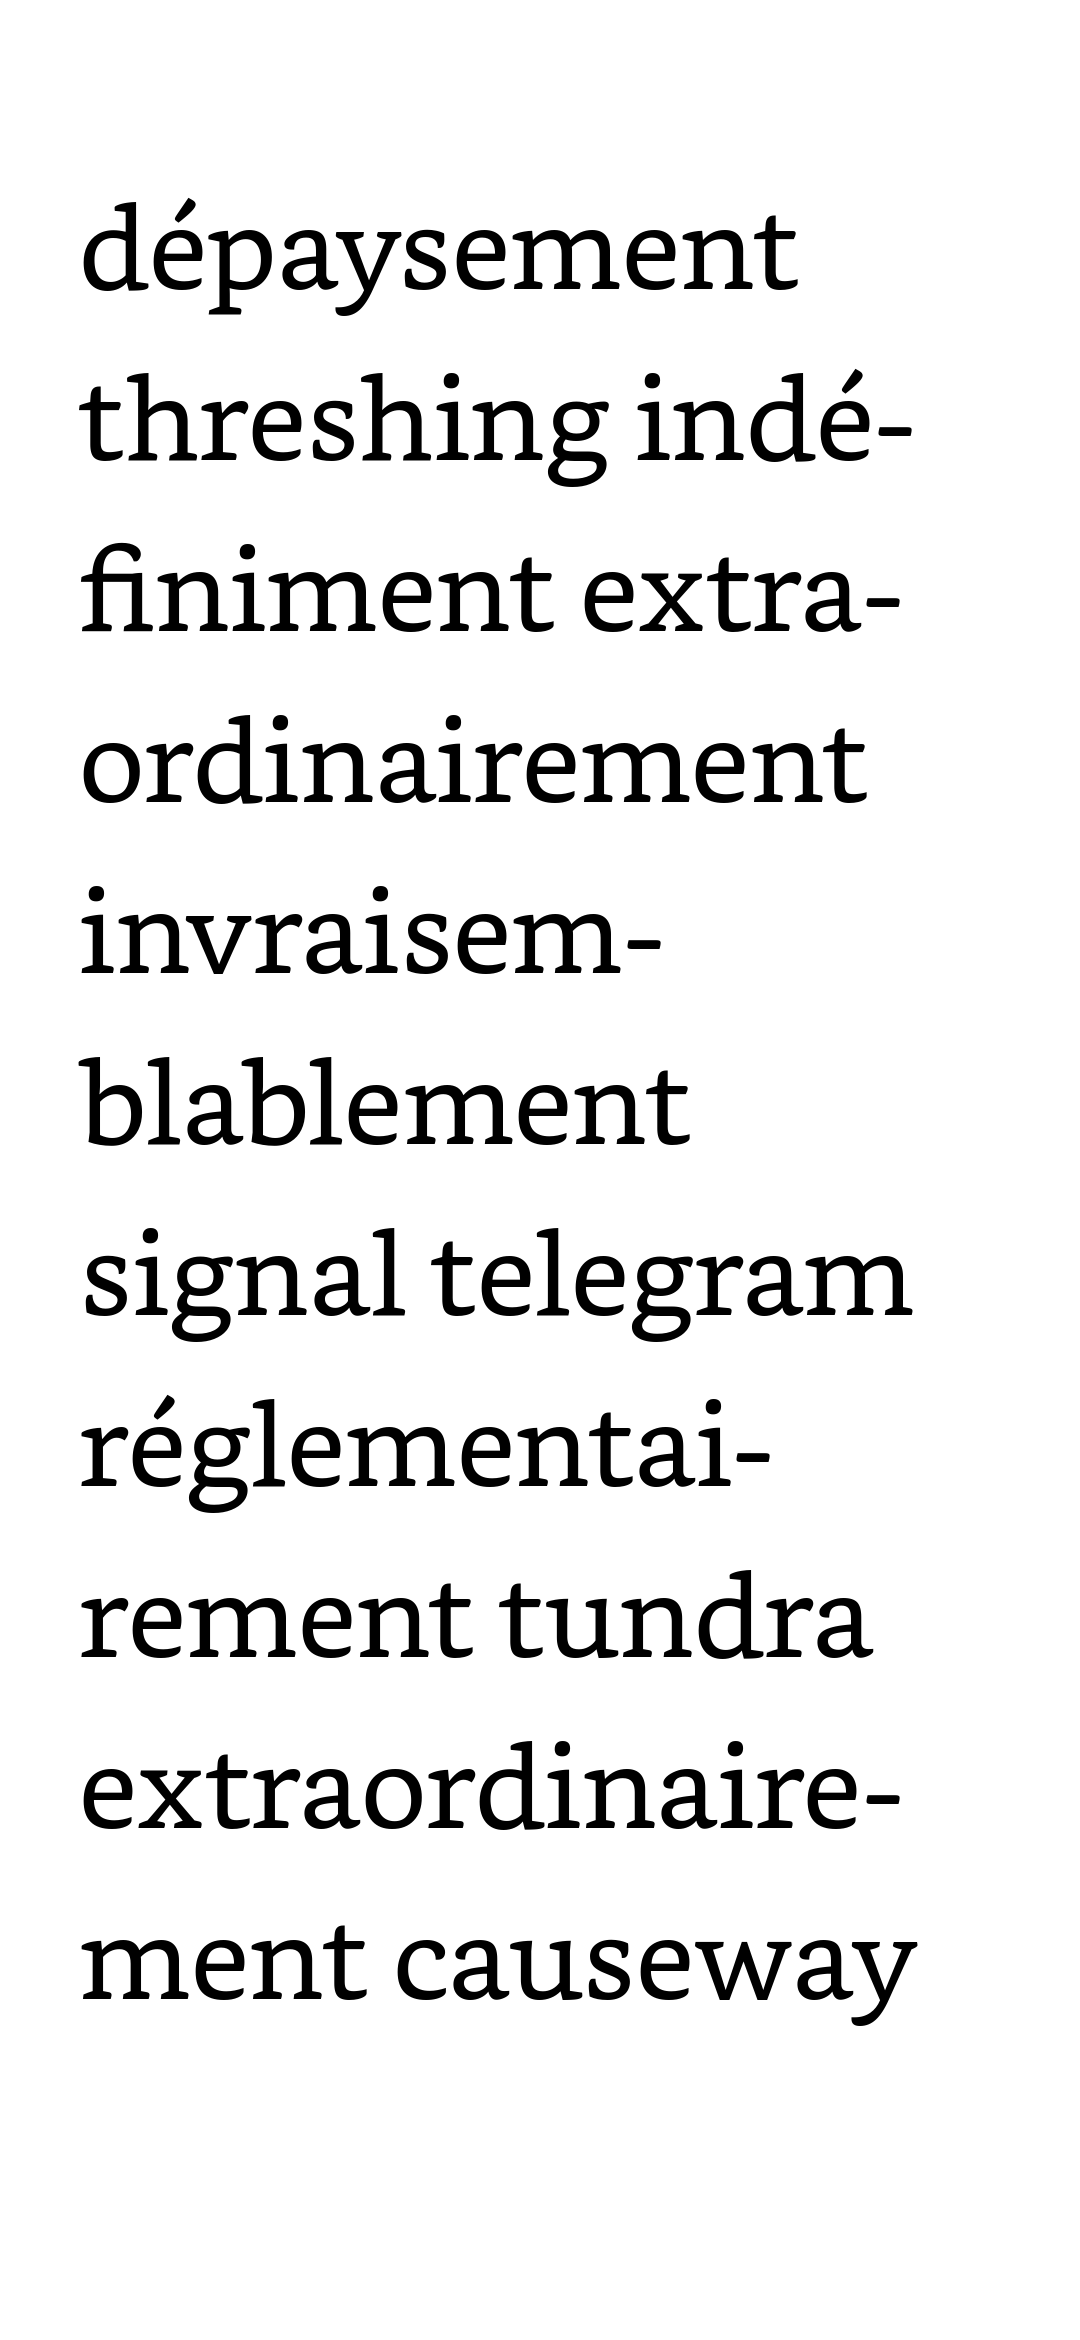 dépaysement
threshing indé-
finiment extra-
ordinairement
invraisem-
blablement
signal telegram
réglementai-
rement tundra
extraordinaire-
ment causeway